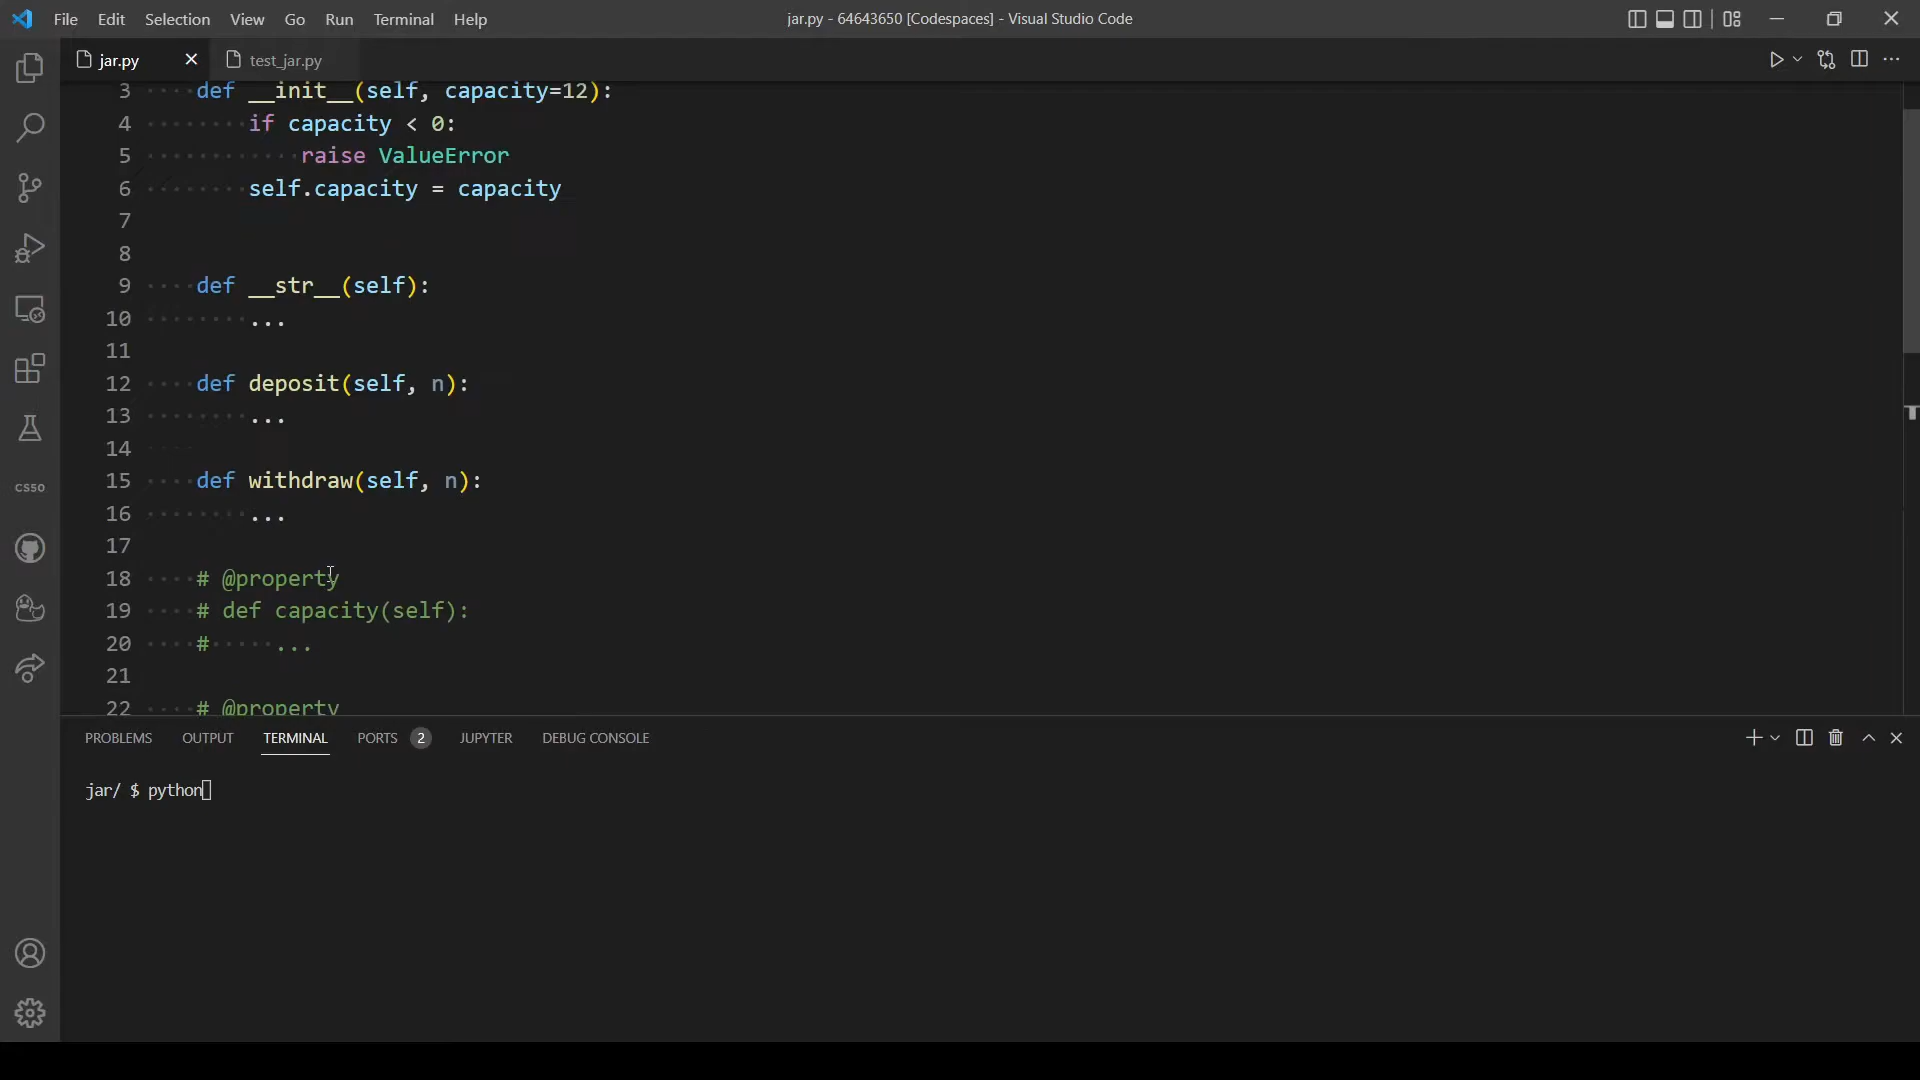 File Edit Selection View Go Run Terminal Help
jar.py - 64643650 [Codespaces] - Visual Studio Code
jar.py
test_jar.py
3 def __init__(self, capacity=12):
4 if capacity < 0:
5 raise ValueError
6 self.capacity = capacity
7
8
9 def __str__(self):
10 ...
11
12 def deposit(self, n):
13 ...
14
15 def withdraw(self, n):
16 ...
17
18 # @property
19 # def capacity(self):
20 # ...
21
22 # @property
CS50
PROBLEMS OUTPUT TERMINAL PORTS 2 JUPYTER DEBUG CONSOLE
jar/ $ python